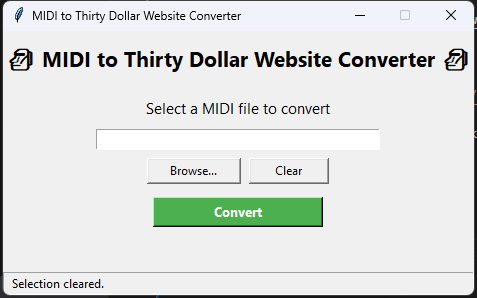 MIDI to Thirty Dollar Website Converter
🗿 MIDI to Thirty Dollar Website Converter 🗿
Select a MIDI file to convert
Browse... Clear
Convert
Selection cleared.